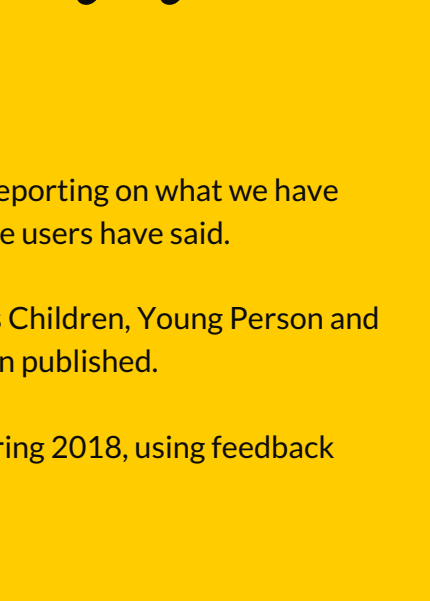 eporting on what we have
e users have said.
s Children, Young Person and
n published.
ring 2018, using feedback